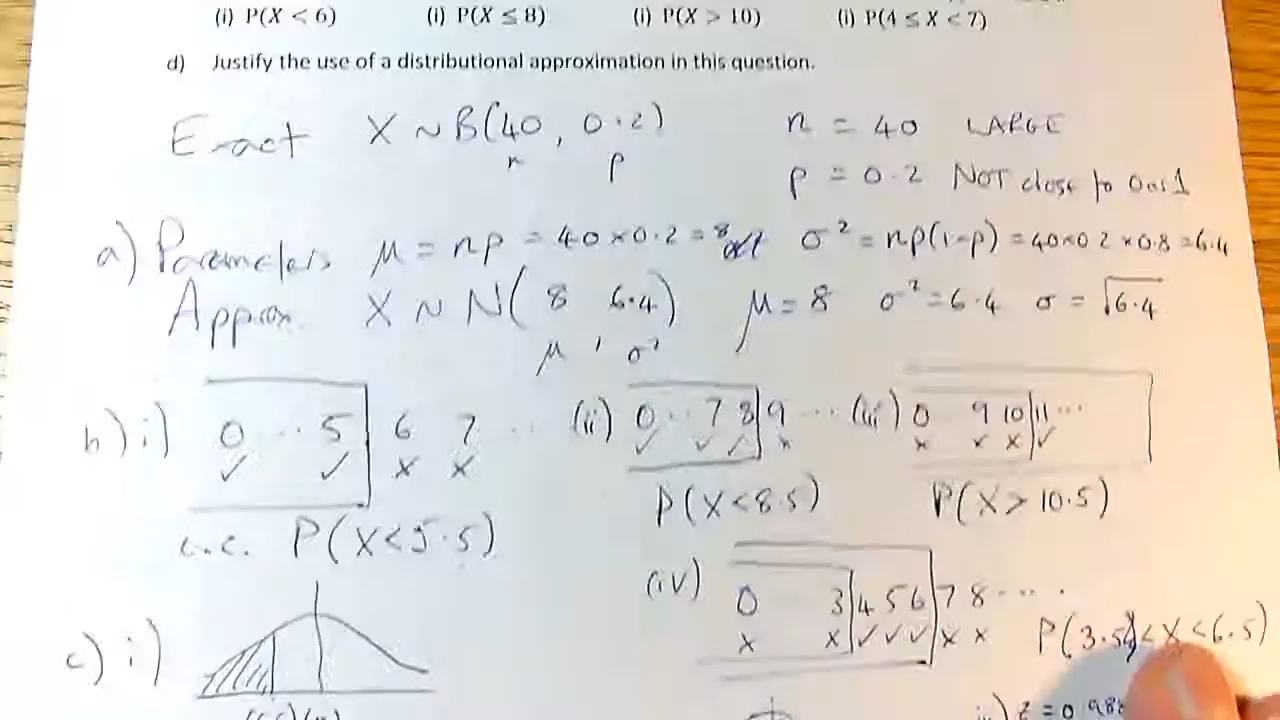 (i) P(X < 6) (i) P(X ≤ 8) (i) P(X > 10) (i) P(4 ≤ X < 7)
d) Justify the use of a distributional approximation in this question.
Exact X ~ B(40, 0.2) n = 40 LARGE
n p
p = 0.2 NOT close to 0 or 1
a) Parameters μ = np = 40×0.2 = 8 σ² = np(1-p) = 40×0.2×0.8 = 6.4
Approx. X ~ N(8, 6.4) μ = 8 σ² = 6.4 σ = √6.4
μ σ²
b) i) 0 .. 5 | 6 7 .. (ii) 0 .. 7 8 | 9 ... (iii) 0 9 10 | 11 ...
✓ ✓ x x ✓ ✓ ✓ x x x x ✓
P(X<8.5) P(X>10.5)
c.c. P(X<5.5)
(iv) 0 3 | 4 5 6 | 7 8 ....
x x ✓ ✓ ✓ x x P(3.5<X<6.5)
c) i)
z = 0.988